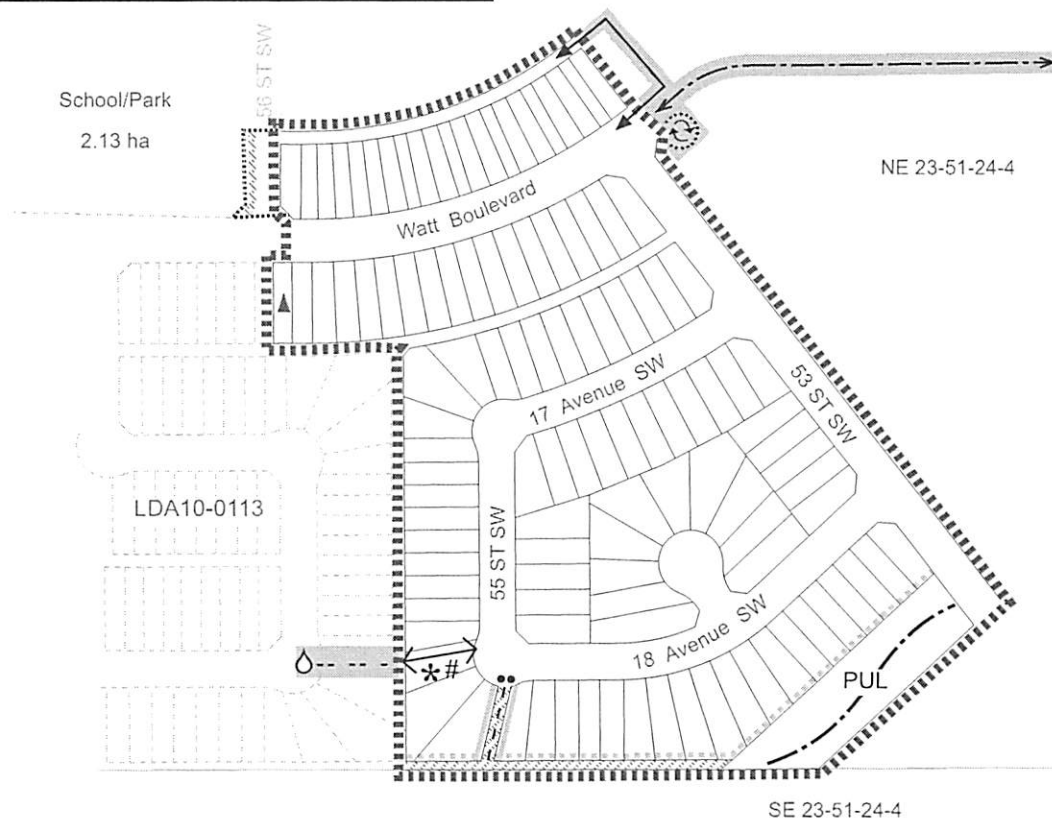 56 ST SW
School/Park
2.13 ha
NE 23-51-24-4
Watt Boulevard
17 Avenue SW
53 ST SW
LDA10-0113
55 ST SW
18 Avenue SW
*#
PUL
SE 23-51-24-4